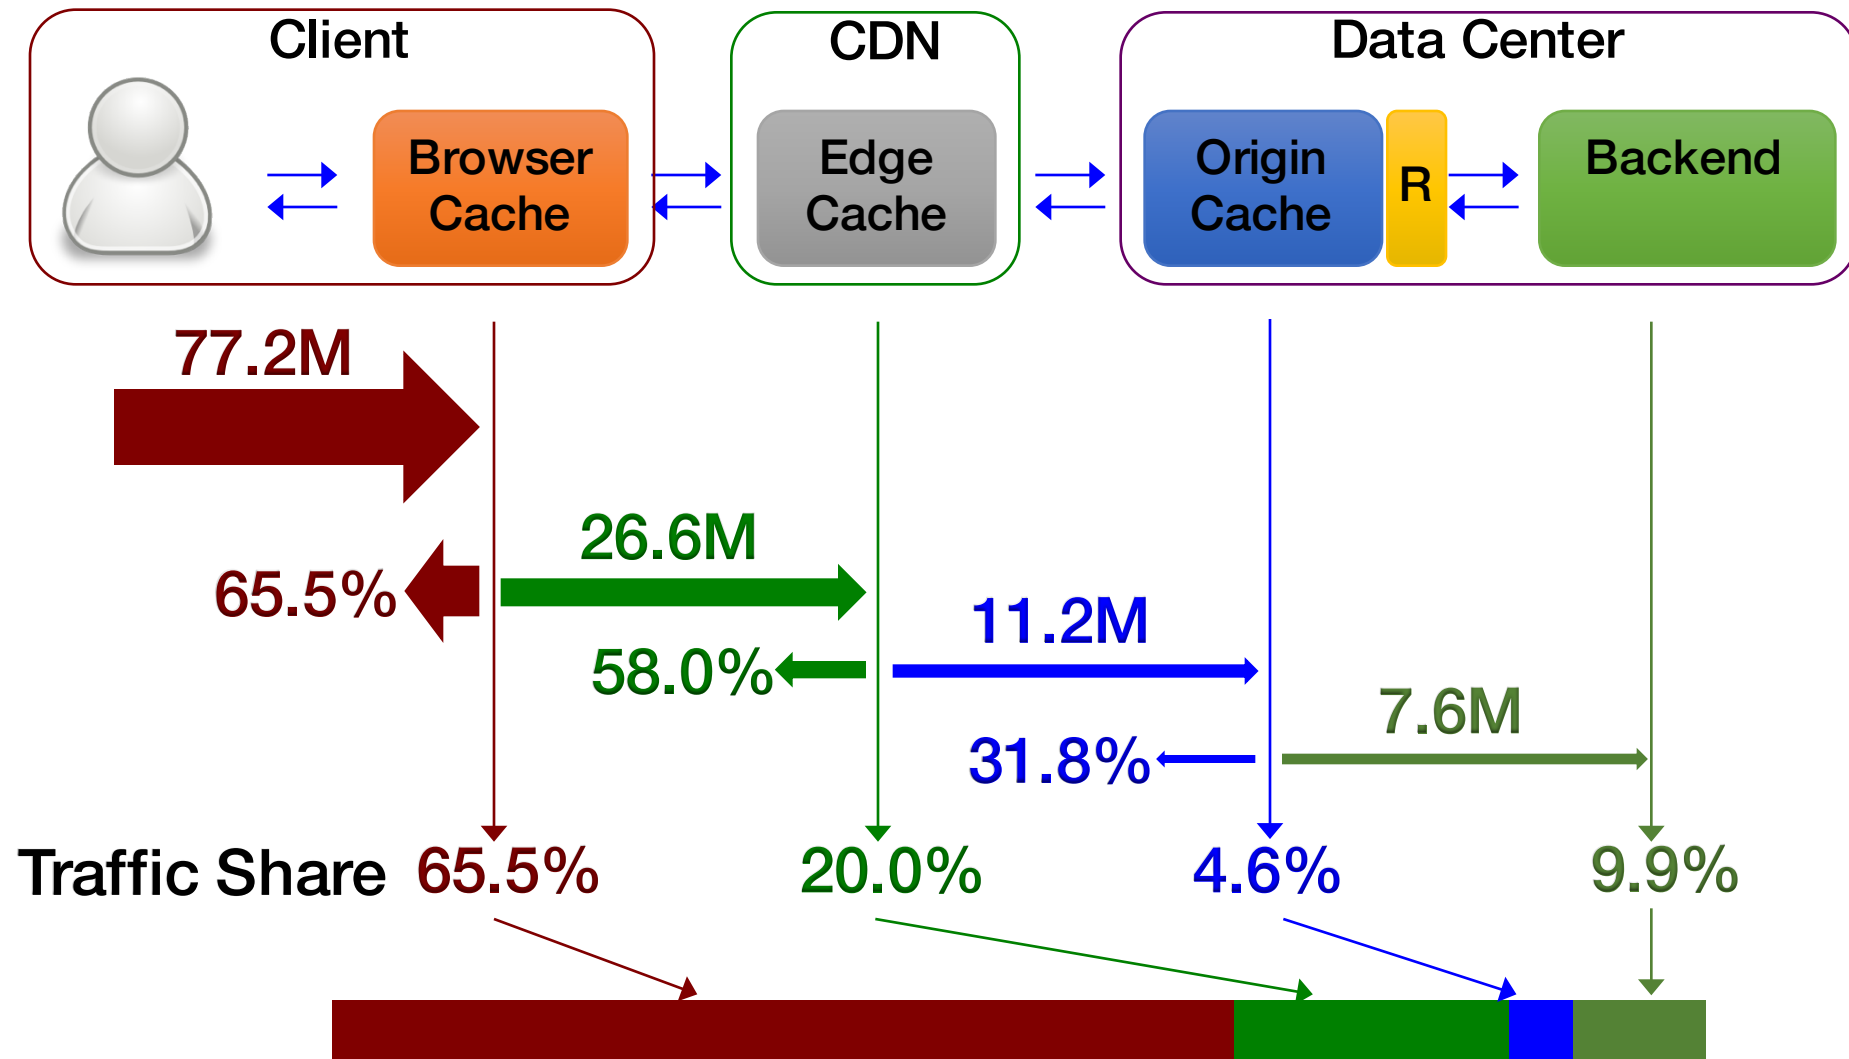 Client
CDN
Data Center
Browser
Cache
Edge
Cache
Origin
Cache
R
Backend
77.2M
65.5%
26.6M
58.0%
11.2M
31.8%
7.6M
Traffic Share 65.5% 20.0% 4.6% 9.9%